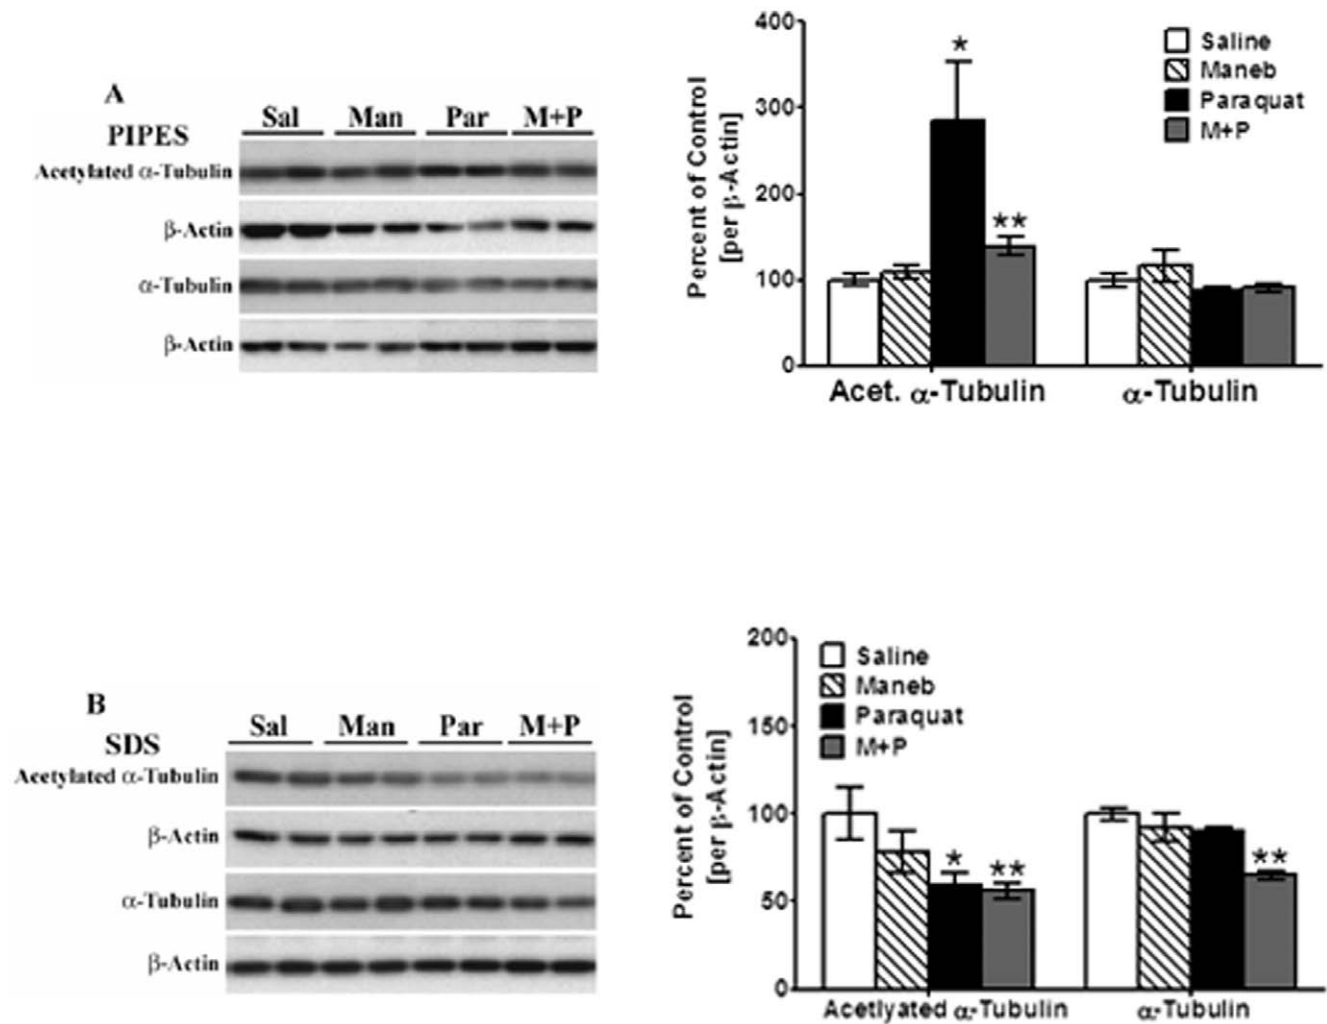 A
PIPES
Sal Man Par M+P
Acetylated α-Tubulin
β-Actin
α-Tubulin
β-Actin
Percent of Control
[per β-Actin]
400
300
200
100
0
*
**
Saline
Maneb
Paraquat
M+P
Acet. α-Tubulin α-Tubulin
B
SDS
Sal Man Par M+P
Acetylated α-Tubulin
β-Actin
α-Tubulin
β-Actin
Percent of Control
[per β-Actin]
200
150
100
50
0
Saline
Maneb
Paraquat
M+P
* ** **
Acetlyated α-Tubulin α-Tubulin